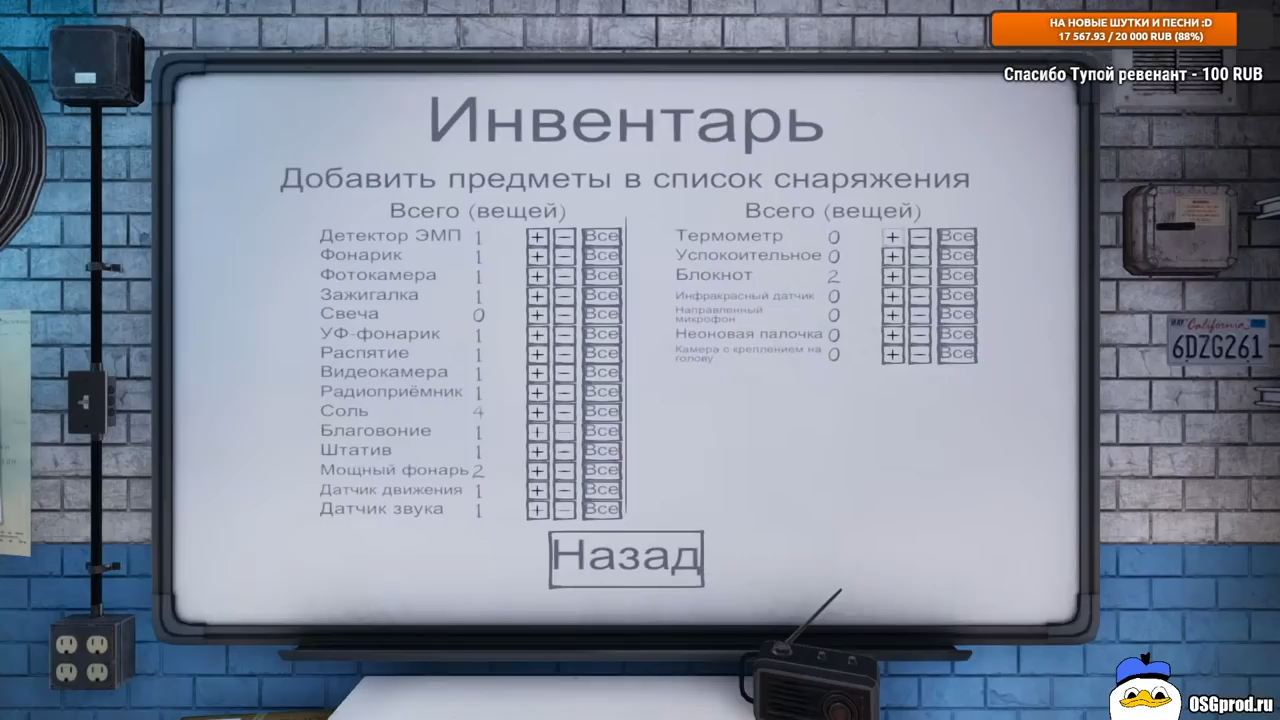 НА НОВЫЕ ШУТКИ И ПЕСНИ :D
17 567.93 / 20 000 RUB (88%)
Спасибо Тупой ревенант - 100 RUB
Инвентарь
Добавить предметы в список снаряжения
Всего (вещей)
Детектор ЭМП 1 + - Все
Фонарик 1 + - Все
Фотокамера 1 + - Все
Зажигалка 1 + - Все
Свеча 0 + - Все
УФ-фонарик 1 + - Все
Распятие 1 + - Все
Видеокамера 1 + - Все
Радиоприёмник 1 + - Все
Соль 4 + - Все
Благовоние 1 + - Все
Штатив 1 + - Все
Мощный фонарь 2 + - Все
Датчик движения 1 + - Все
Датчик звука 1 + - Все
Всего (вещей)
Термометр 0 + - Все
Успокоительное 0 + - Все
Блокнот 2 + - Все
Инфракрасный датчик 0 + - Все
Направленный
микрофон 0 + - Все
Неоновая палочка 0 + - Все
Камера с креплением на
голову 0 + - Все
Назад
California
6DZG261
OSGprod.ru